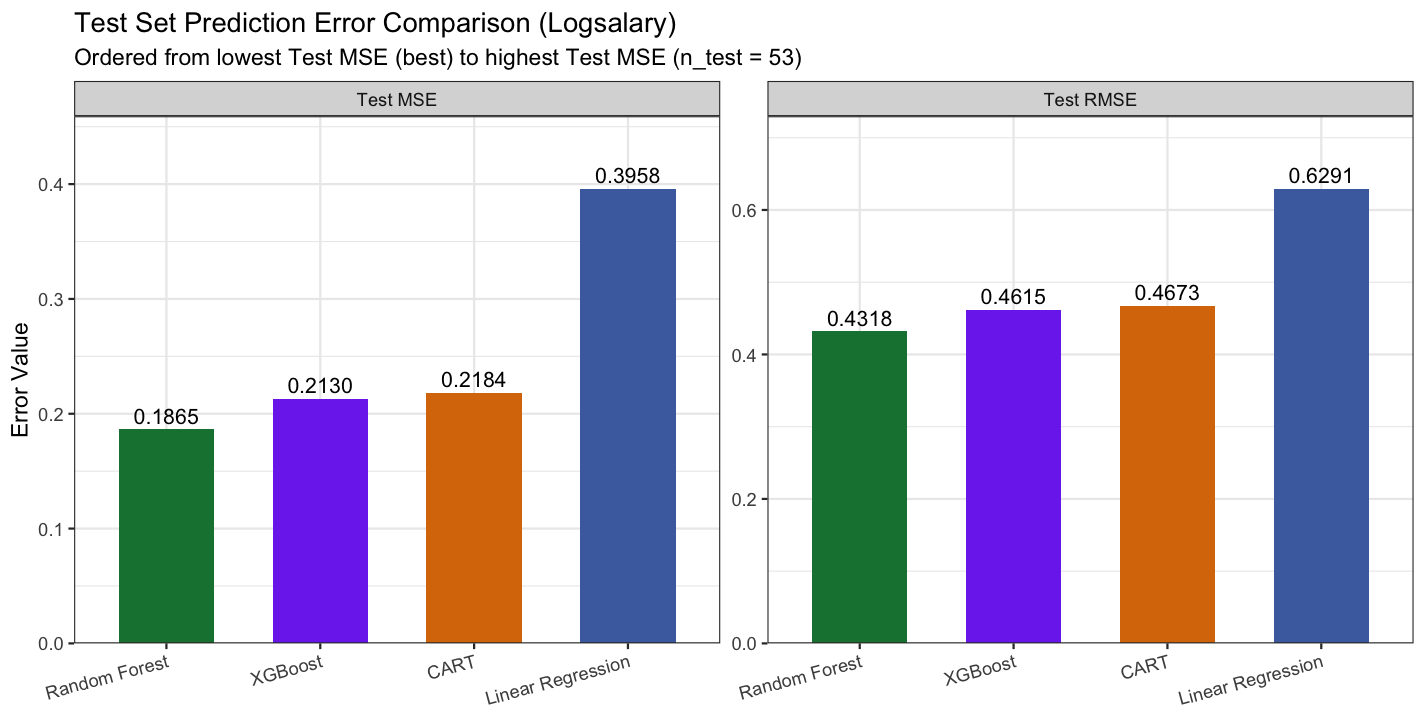 Test Set Prediction Error Comparison (Logsalary)
Ordered from lowest Test MSE (best) to highest Test MSE (n_test = 53)
Test MSE
Error Value
0.4
0.3
0.2
0.1
0.0
0.1865
0.2130
0.2184
0.3958
Random Forest
XGBoost
CART
Linear Regression
Test RMSE
0.6
0.4
0.2
0.0
0.4318
0.4615
0.4673
0.6291
Random Forest
XGBoost
CART
Linear Regression